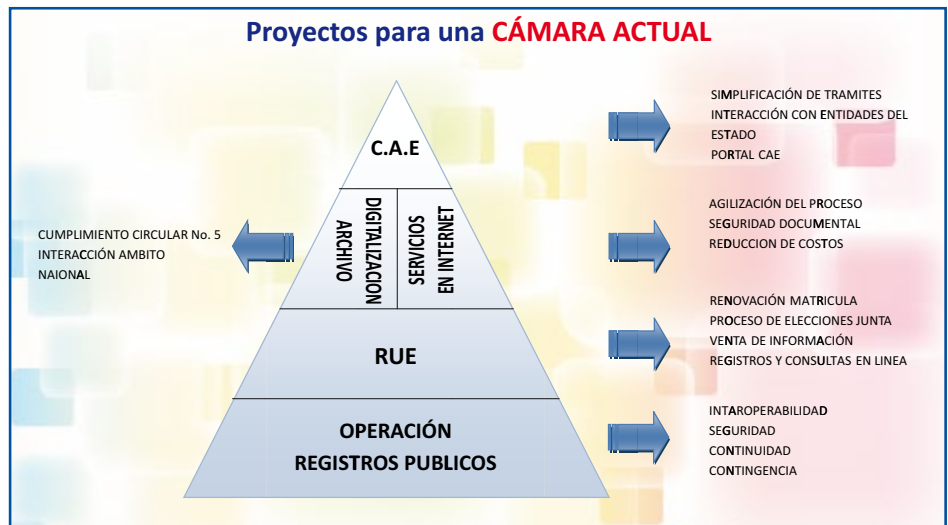 Proyectos para una CÁMARA ACTUAL
C.A.E
DIGITALIZACION
ARCHIVO
SERVICIOS
EN INTERNET
RUE
OPERACIÓN
REGISTROS PUBLICOS
CUMPLIMIENTO CIRCULAR No. 5
INTERACCIÓN AMBITO
NAIONAL
SIMPLIFICACIÓN DE TRAMITES
INTERACCIÓN CON ENTIDADES DEL
ESTADO
PORTAL CAE
AGILIZACIÓN DEL PROCESO
SEGURIDAD DOCUMENTAL
REDUCCION DE COSTOS
RENOVACIÓN MATRICULA
PROCESO DE ELECCIONES JUNTA
VENTA DE INFORMACIÓN
REGISTROS Y CONSULTAS EN LINEA
INTAROPERABILIDAD
SEGURIDAD
CONTINUIDAD
CONTINGENCIA